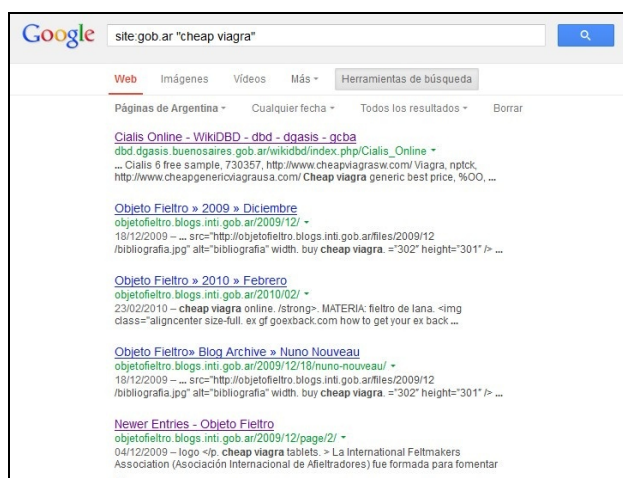 Google
site:gob.ar "cheap viagra"
Web Imágenes Vídeos Más Herramientas de búsqueda
Páginas de Argentina Cualquier fecha Todos los resultados Borrar
Cialis Online - WikiDBD - dbd - dgasis - gcba
dbd.dgasis.buenosaires.gob.ar/wikidbd/index.php/Cialis_Online
... Cialis 6 free sample, 730357, http://www.cheapviagrasw.com/ Viagra, nptck,
http://www.cheapgenericviagrausa.com/ Cheap viagra generic best price, %OO, ...
Objeto Fieltro » 2009 » Diciembre
objetofieltro.blogs.inti.gob.ar/2009/12/
18/12/2009 – ... src="http://objetofieltro.blogs.inti.gob.ar/files/2009/12
/bibliografia.jpg" alt="bibliografia" width. buy cheap viagra. ="302" height="301" /> ...
Objeto Fieltro » 2010 » Febrero
objetofieltro.blogs.inti.gob.ar/2010/02/
23/02/2010 – cheap viagra online. /strong>. MATERIA: fieltro de lana. <img
class="aligncenter size-full. ex gf goexback.com how to get your ex back ...
Objeto Fieltro» Blog Archive » Nuno Nouveau
objetofieltro.blogs.inti.gob.ar/2009/12/18/nuno-nouveau/
18/12/2009 – ... src="http://objetofieltro.blogs.inti.gob.ar/files/2009/12
/bibliografia.jpg" alt="bibliografia" width. buy cheap viagra. ="302" height="301" /> ...
Newer Entries - Objeto Fieltro
objetofieltro.blogs.inti.gob.ar/2009/12/page/2/
04/12/2009 – logo </p. cheap viagra tablets. > La International Feltmakers
Association (Asociación Internacional de Afieltradores) fue formada para fomentar